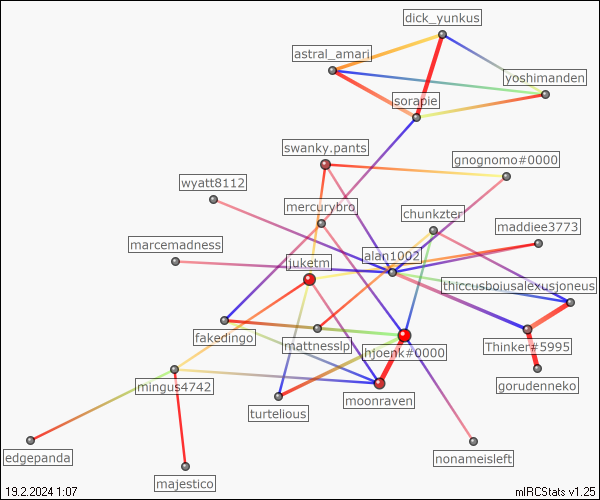 dick_yunkus
astral_amari
yoshimanden
sorapie
swanky.pants
gnognomo#0000
wyatt8112
mercurybro
chunkzter
maddiee3773
marcemadness
alan1002
juketm
thiccusboiusalexusjoneus
fakedingo
mattnesslp
hjoenk#0000
Thinker#5995
mingus4742
moonraven
gorudenneko
turtelious
edgepanda
nonameisleft
majestico
19.2.2024 1:07
mIRCStats v1.25